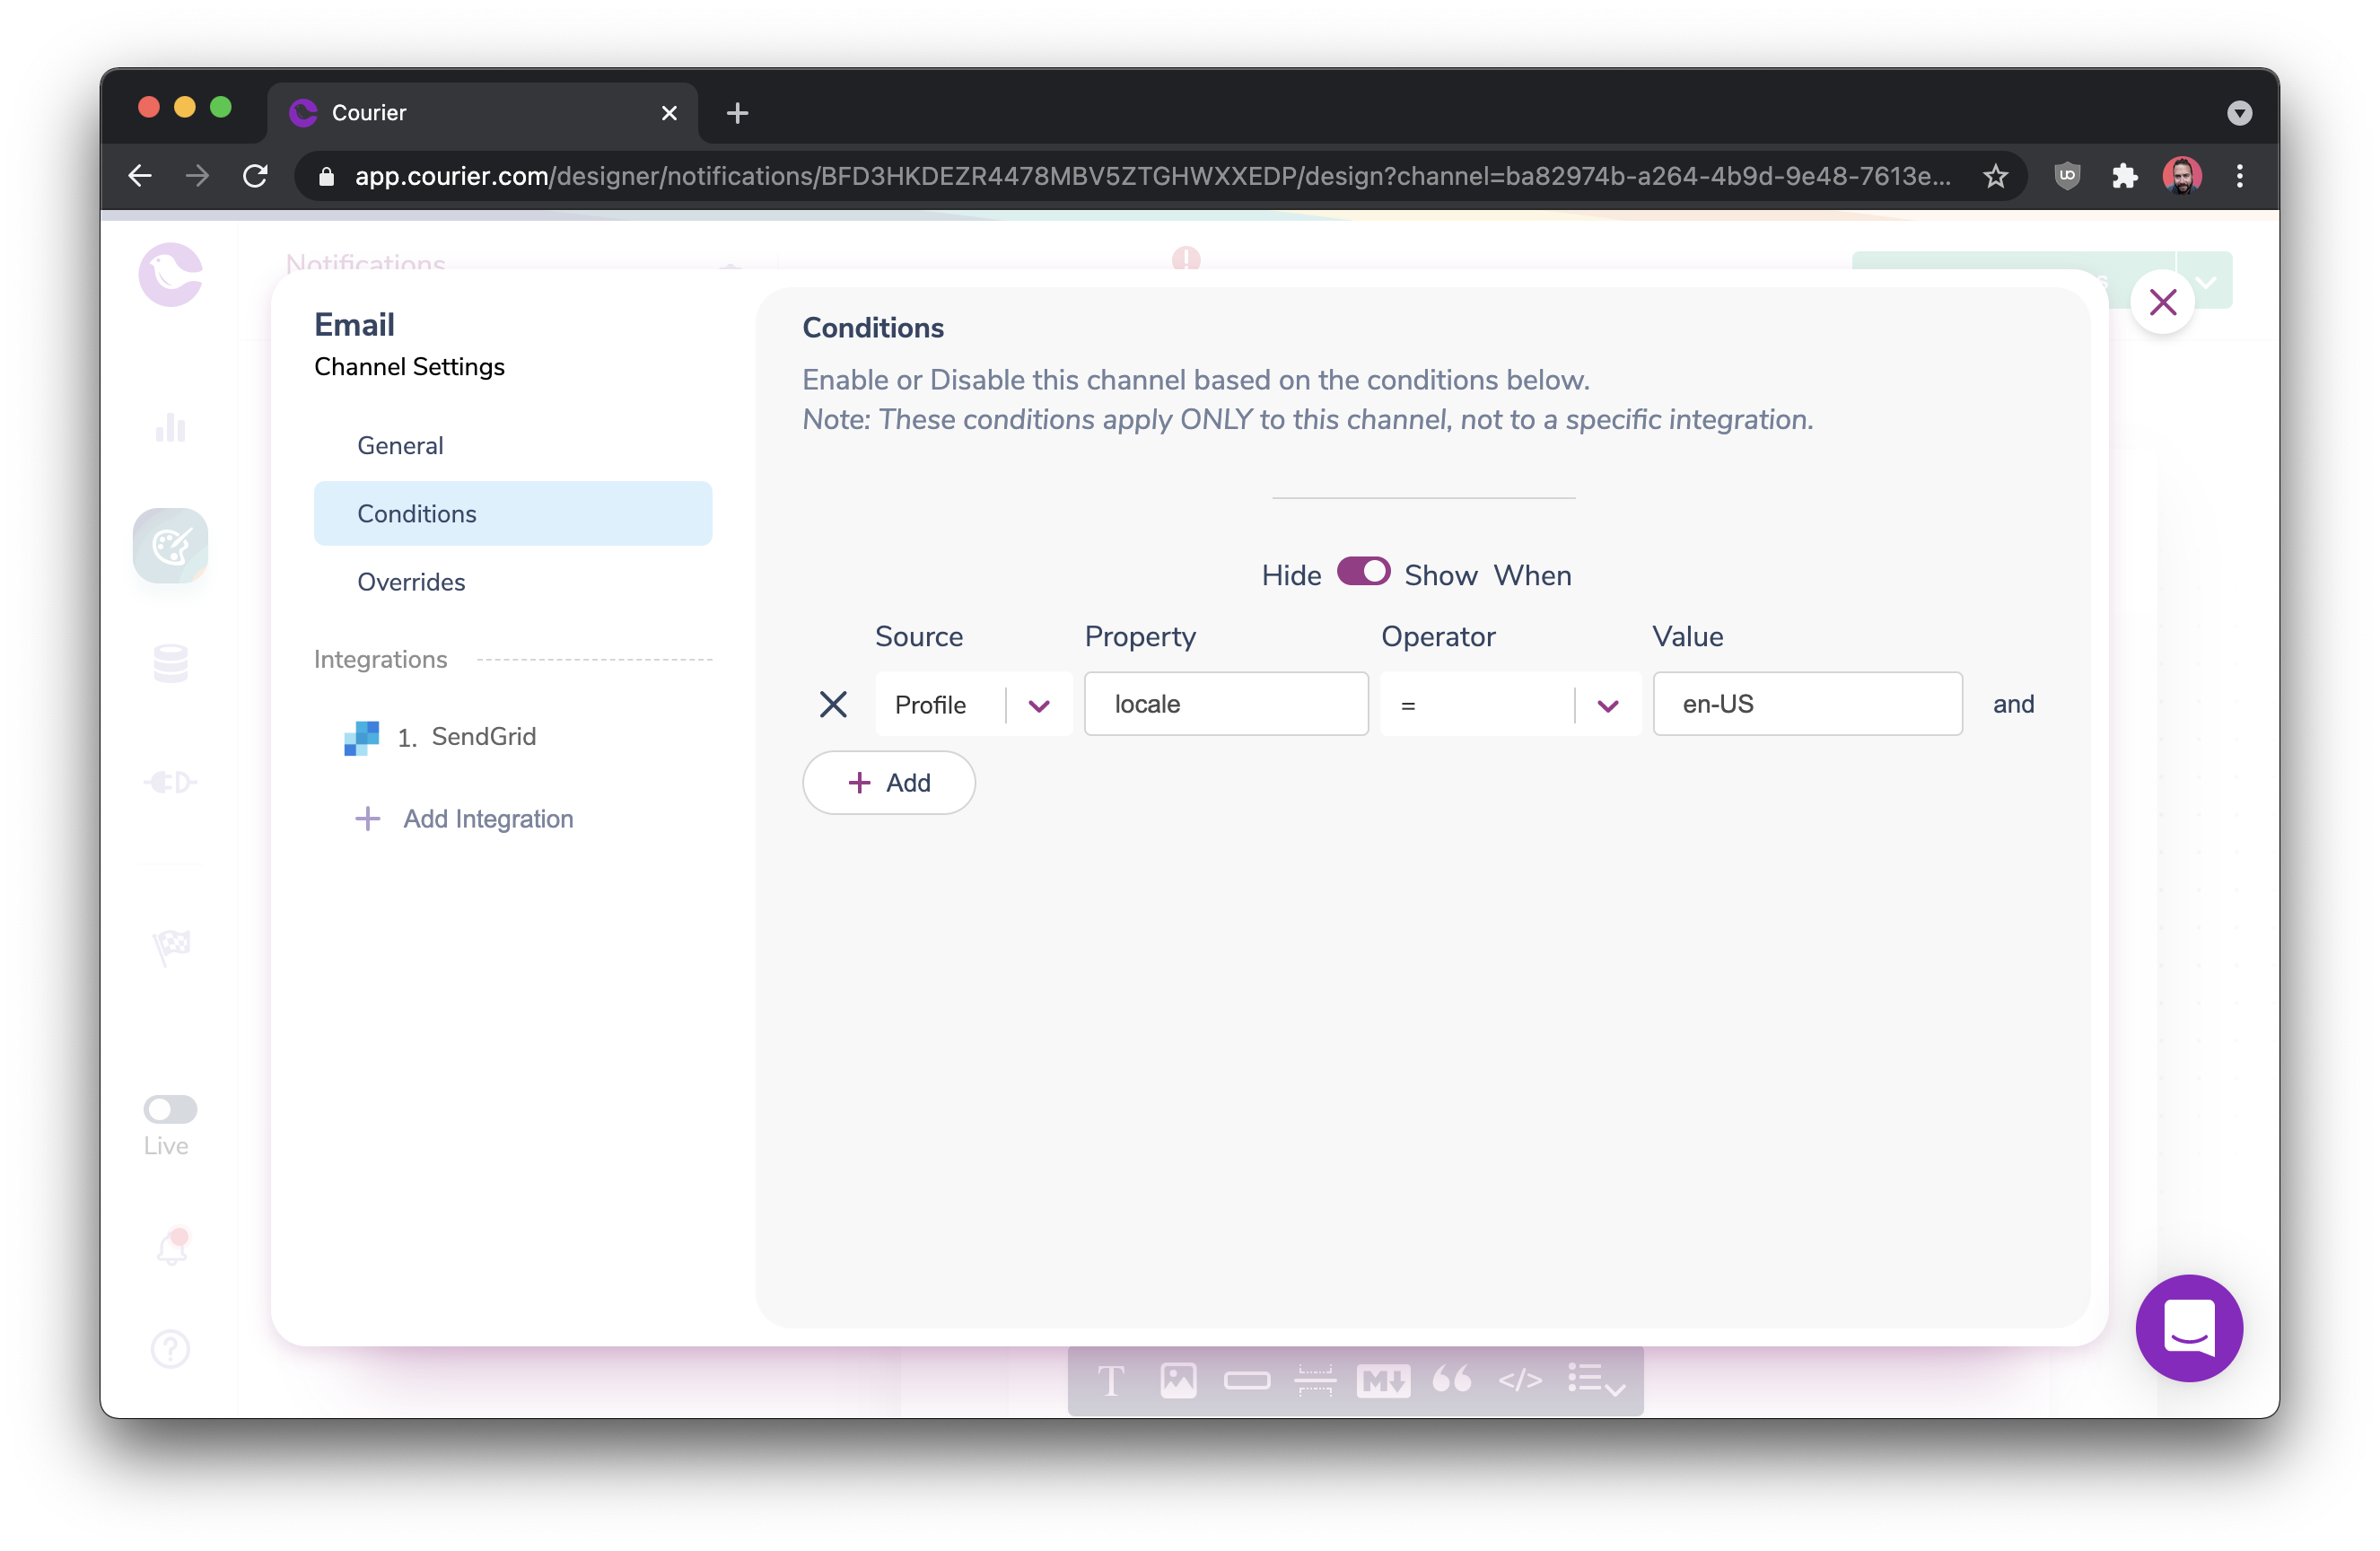 Courier
app.courier.com/designer/notifications/BFD3HKDEZR4478MBV5ZTGHWXXEDP/design?channel=ba82974b-a264-4b9d-9e48-7613e...
Notifications
Email
Channel Settings
General
Conditions
Overrides
Integrations
1. SendGrid
Add Integration
Conditions
Enable or Disable this channel based on the conditions below.
Note: These conditions apply ONLY to this channel, not to a specific integration.
Hide Show When
Source Property Operator Value
Profile locale = en-US and
+ Add
Live